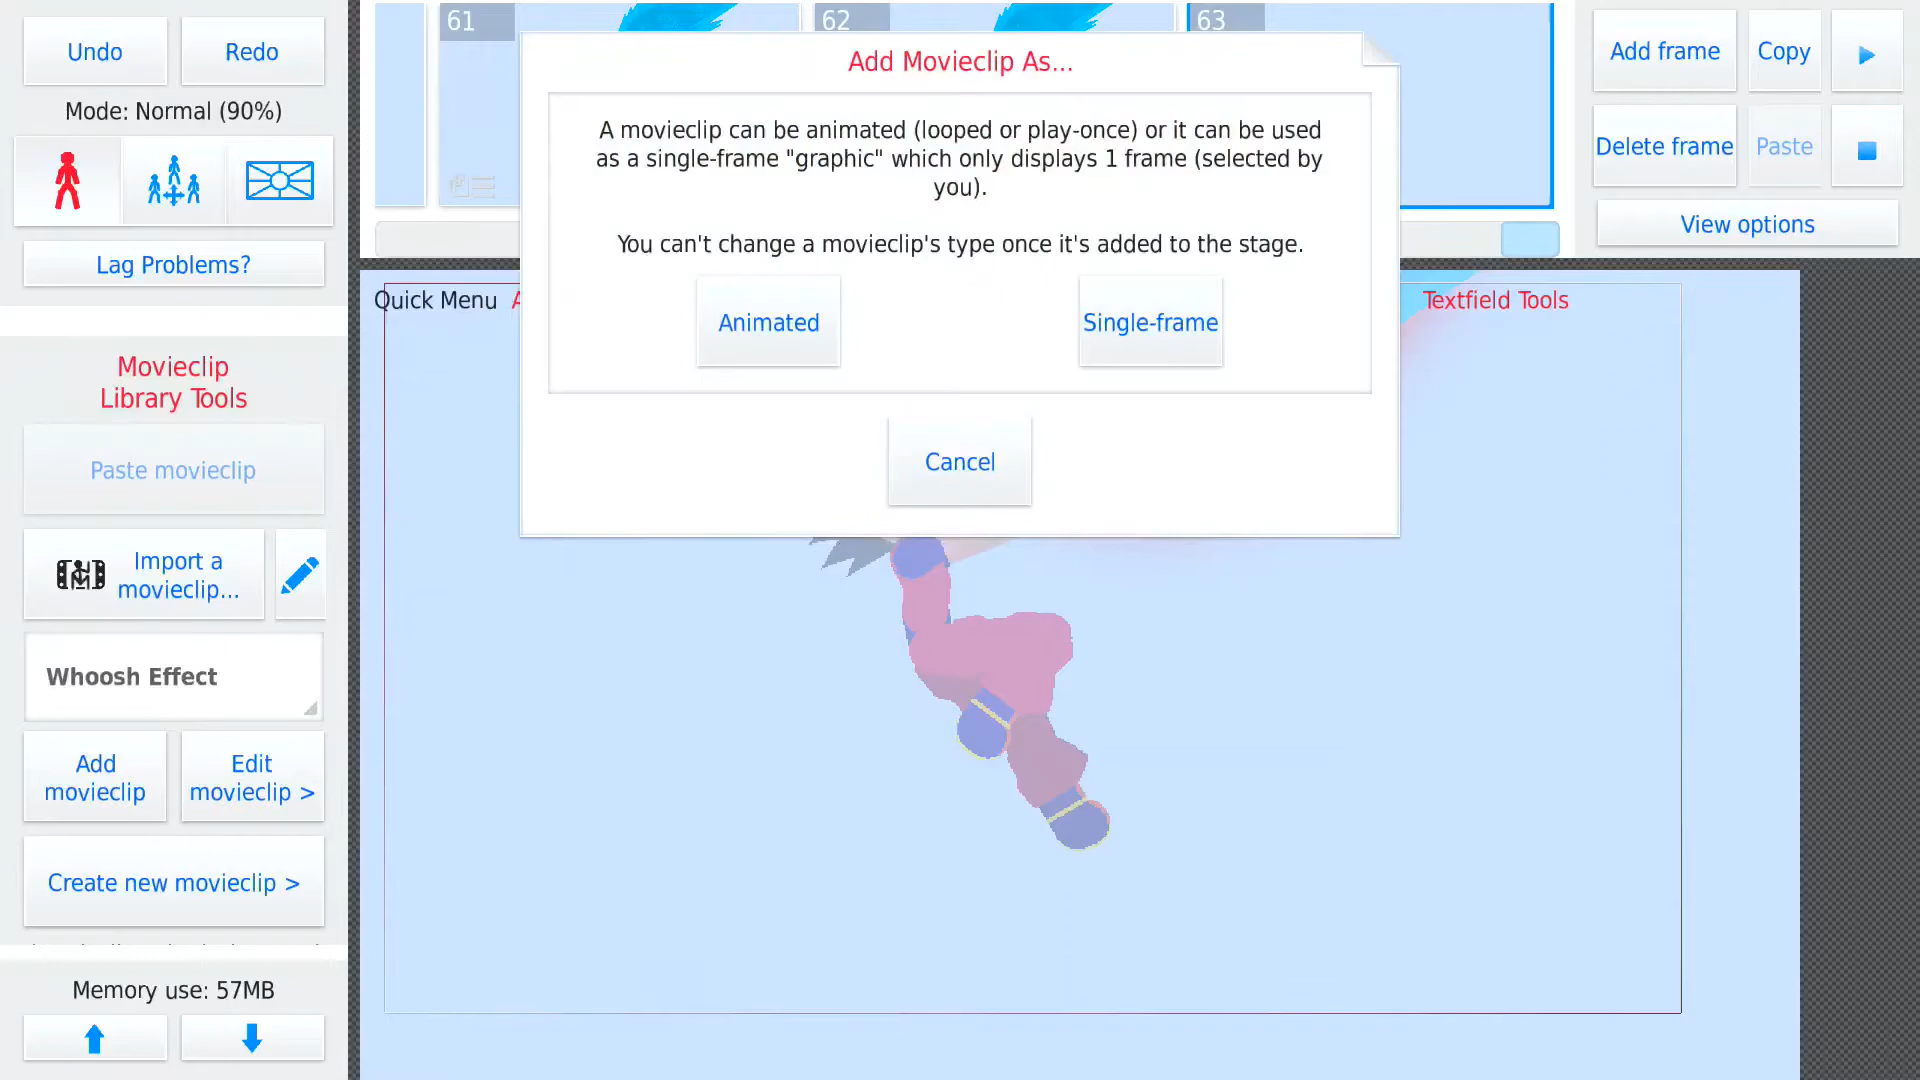 Undo
Redo
Mode: Normal (90%)
Lag Problems?
Movieclip
Library Tools
Paste movieclip
Import a
movieclip...
Whoosh Effect
Add
movieclip
Edit
movieclip >
Create new movieclip >
Memory use: 57MB
61
62
63
Add frame
Copy
Delete frame
Paste
View options
Quick Menu
Textfield Tools
Add Movieclip As...
A movieclip can be animated (looped or play-once) or it can be used
as a single-frame "graphic" which only displays 1 frame (selected by
you).
You can't change a movieclip's type once it's added to the stage.
Animated
Single-frame
Cancel